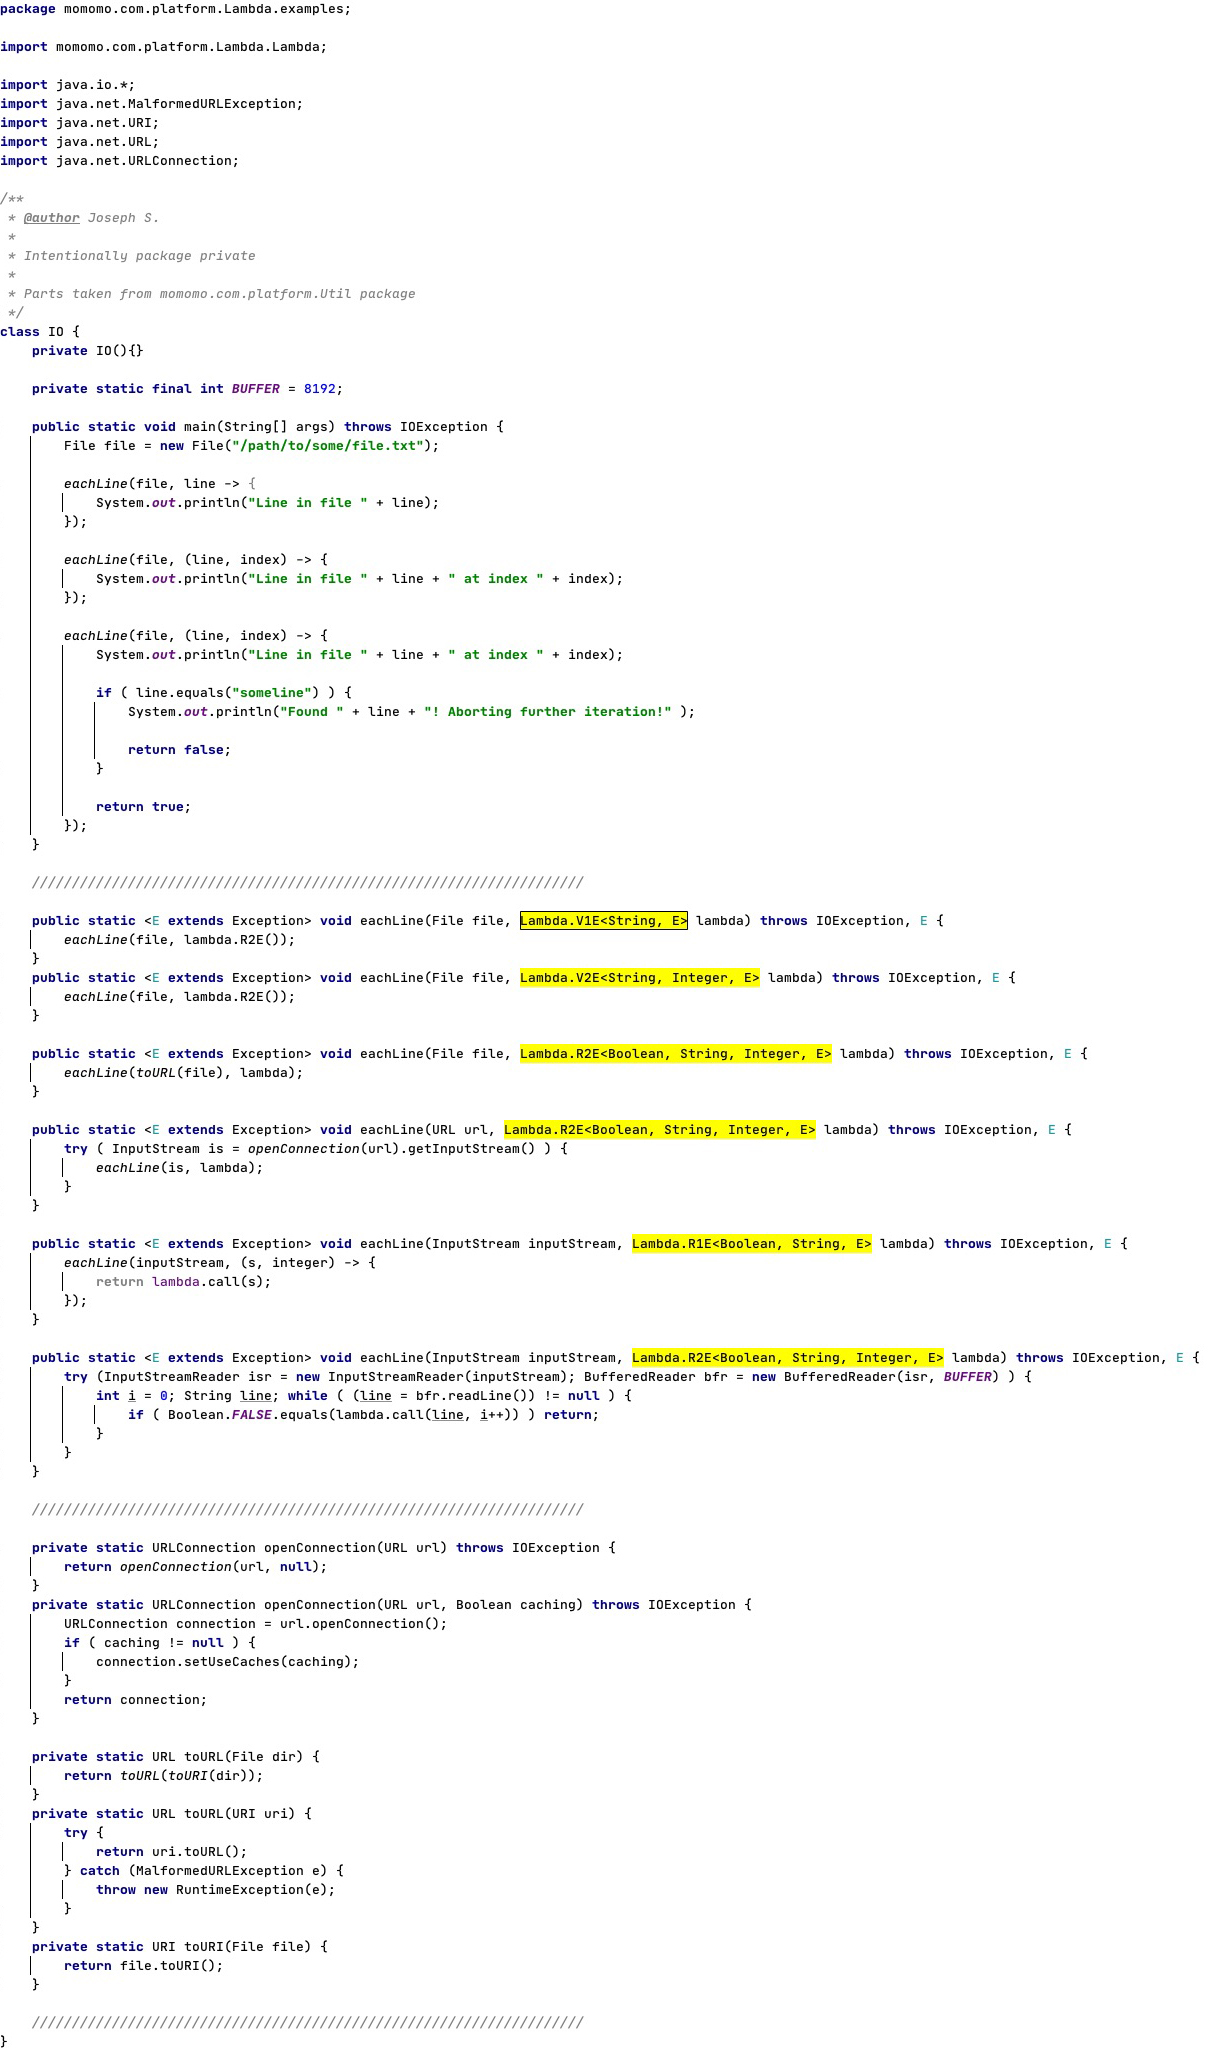 package momomo.com.platform.Lambda.examples;

import momomo.com.platform.Lambda.Lambda;

import java.io.*;
import java.net.MalformedURLException;
import java.net.URI;
import java.net.URL;
import java.net.URLConnection;

/**
 * @author Joseph S.
 *
 * Intentionally package private
 *
 * Parts taken from momomo.com.platform.Util package
 */
class IO {
    private IO(){}

    private static final int BUFFER = 8192;

    public static void main(String[] args) throws IOException {
        File file = new File("/path/to/some/file.txt");

        eachLine(file, line -> {
            System.out.println("Line in file " + line);
        });

        eachLine(file, (line, index) -> {
            System.out.println("Line in file " + line + " at index " + index);
        });

        eachLine(file, (line, index) -> {
            System.out.println("Line in file " + line + " at index " + index);

            if ( line.equals("someline") ) {
                System.out.println("Found " + line + "! Aborting further iteration!" );

                return false;
            }

            return true;
        });
    }

    /////////////////////////////////////////////////////////////////////

    public static <E extends Exception> void eachLine(File file, Lambda.V1E<String, E> lambda) throws IOException, E {
        eachLine(file, lambda.R2E());
    }
    public static <E extends Exception> void eachLine(File file, Lambda.V2E<String, Integer, E> lambda) throws IOException, E {
        eachLine(file, lambda.R2E());
    }

    public static <E extends Exception> void eachLine(File file, Lambda.R2E<Boolean, String, Integer, E> lambda) throws IOException, E {
        eachLine(toURL(file), lambda);
    }

    public static <E extends Exception> void eachLine(URL url, Lambda.R2E<Boolean, String, Integer, E> lambda) throws IOException, E {
        try ( InputStream is = openConnection(url).getInputStream() ) {
            eachLine(is, lambda);
        }
    }

    public static <E extends Exception> void eachLine(InputStream inputStream, Lambda.R1E<Boolean, String, E> lambda) throws IOException, E {
        eachLine(inputStream, (s, integer) -> {
            return lambda.call(s);
        });
    }

    public static <E extends Exception> void eachLine(InputStream inputStream, Lambda.R2E<Boolean, String, Integer, E> lambda) throws IOException, E {
        try (InputStreamReader isr = new InputStreamReader(inputStream); BufferedReader bfr = new BufferedReader(isr, BUFFER) ) {
            int i = 0; String line; while ( (line = bfr.readLine()) != null ) {
                if ( Boolean.FALSE.equals(lambda.call(line, i++)) ) return;
            }
        }
    }

    /////////////////////////////////////////////////////////////////////

    private static URLConnection openConnection(URL url) throws IOException {
        return openConnection(url, null);
    }
    private static URLConnection openConnection(URL url, Boolean caching) throws IOException {
        URLConnection connection = url.openConnection();
        if ( caching != null ) {
            connection.setUseCaches(caching);
        }
        return connection;
    }

    private static URL toURL(File dir) {
        return toURL(toURI(dir));
    }
    private static URL toURL(URI uri) {
        try {
            return uri.toURL();
        } catch (MalformedURLException e) {
            throw new RuntimeException(e);
        }
    }
    private static URI toURI(File file) {
        return file.toURI();
    }

    /////////////////////////////////////////////////////////////////////
}